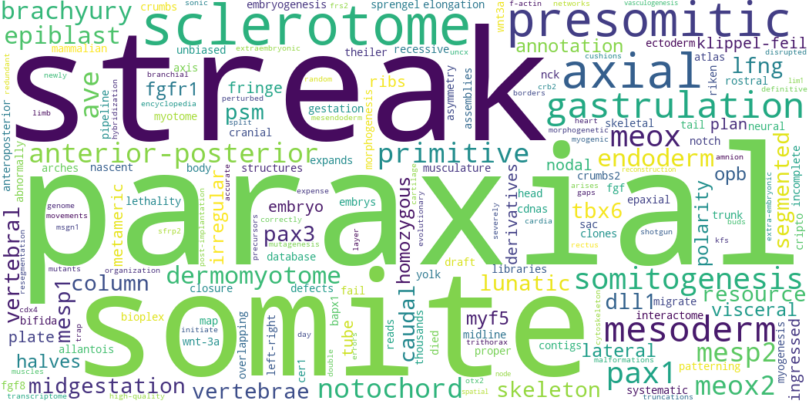 brachyury
crumbs
sonic
embryogenesis
frs2
sprengel
elongation
f-actin
networks
vasculogenesis
epiblast
sclerotome
wnt3a
presomitic
mammalian
unbiased
extraembryonic
theiler
recessive
uncx
annotation
ectoderm
klippel-feil
cushions
disrupted
redundant
newly
streak
ave
axis
fgfr1
fringe
ribs
nck
axial
atlas
lfng
riken
rostral
lim1
definitive
branchial
encyclopedia
perturbed
random
asymmetry
assemblies
crb2
borders
gastrulation
limb
pipeline
hybridization
myotome
split
cranial
psm
gestation
mesendoderm
morphogenesis
heart
skeletal
morphogenetic
myogenic
meox
tail
plan
neural
notch
anteroposterior
abnormally
anterior-posterior
expands
primitive
nodal
endoderm
amnion
reconstruction
opb
segmented
arches
nascent
body
structures
musculature
crumbs2
arises
fgf
gaps
polarity
buds
extra-embryonic
cripto
incomplete
paraxial
genome
movements
msgn1
resegmentation
vertebral
metameric
lethality
sfrp2
post-implantation
irregular
accurate
embryo
pax3
expense
correctly
mutagenesis
database
embrys
precursors
layer
homozygous
cartilage
evolutionary
derivatives
severely
head
cdnas
cardia
tbx6
sac
clones
rectus
epaxial
trunk
shotgun
kfs
mutants
organization
cdx4
bifida
mesp1
column
dermomyotome
closure
defects
fail
yolk
draft
libraries
lunatic
somitogenesis
dll1
migrate
resource
plate
trap
initiate
bioplex
map
wnt-3a
bapx1
tube
caudal
thousands
somite
myf5
midline
trithorax
cytoskeleton
interactome
visceral
allantois
halves
muscles
overlapping
left-right
cer1
day
double
reads
died
proper
contigs
mesoderm
lateral
malformations
mesp2
patterning
myogenesis
ingressed
fgf8
midgestation
transcriptome
high-quality
vertebrae
notochord
otx2
spatial
node
skeleton
pax1
systematic
truncations
meox2